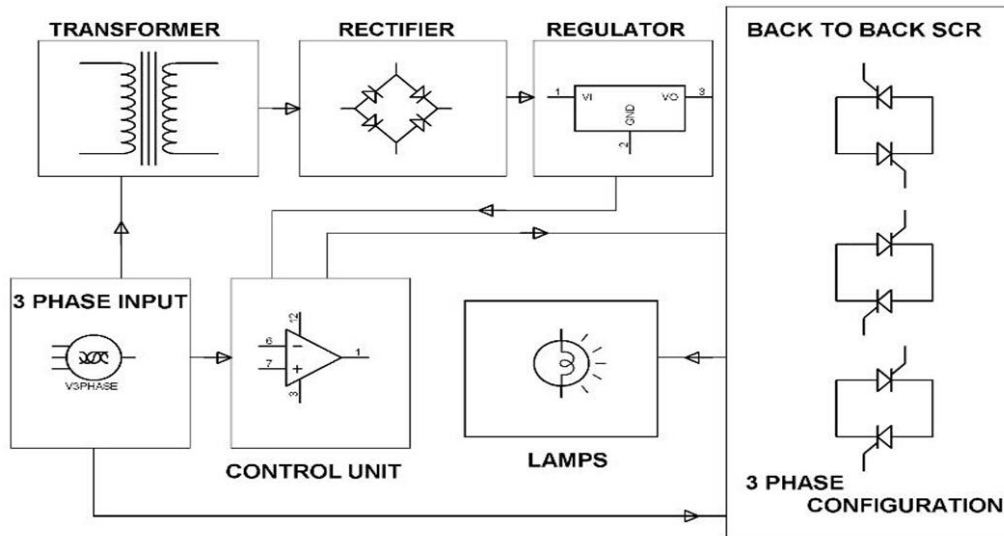 TRANSFORMER
RECTIFIER
REGULATOR
BACK TO BACK SCR
1
VI
VO
3
GND
2
3 PHASE INPUT
V3PHASE
12
6
7
1
3
CONTROL UNIT
LAMPS
3 PHASE
CONFIGURATION